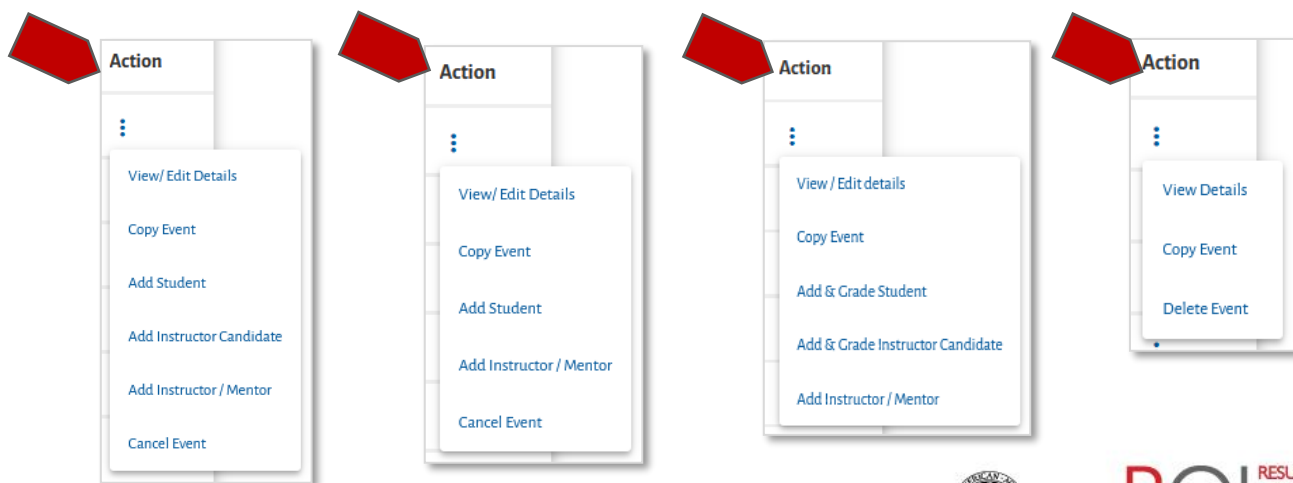 Action
View/ Edit Details
Copy Event
Add Student
Add Instructor Candidate
Add Instructor / Mentor
Cancel Event
Action
View/ Edit Details
Copy Event
Add Student
Add Instructor / Mentor
Cancel Event
Action
View / Edit details
Copy Event
Add & Grade Student
Add & Grade Instructor Candidate
Add Instructor / Mentor
Action
View Details
Copy Event
Delete Event